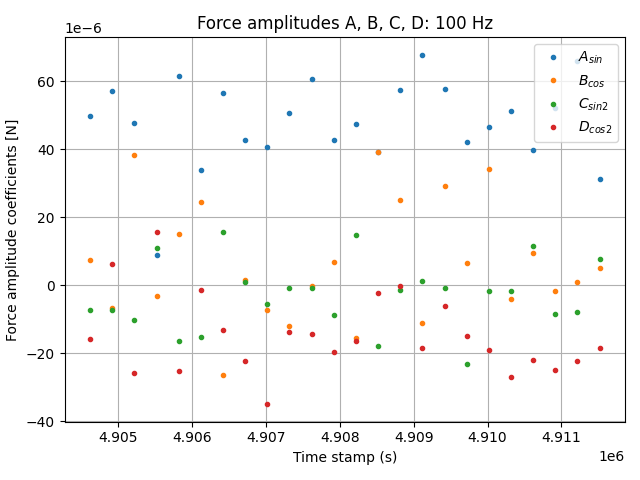 Force amplitudes A, B, C, D: 100 Hz
1e−6
Force amplitude coefficients [N]
60
40
20
0
−20
−40
A_sin
B_cos
C_sin2
D_cos2
4.905 4.906 4.907 4.908 4.909 4.910 4.911
Time stamp (s)
1e6